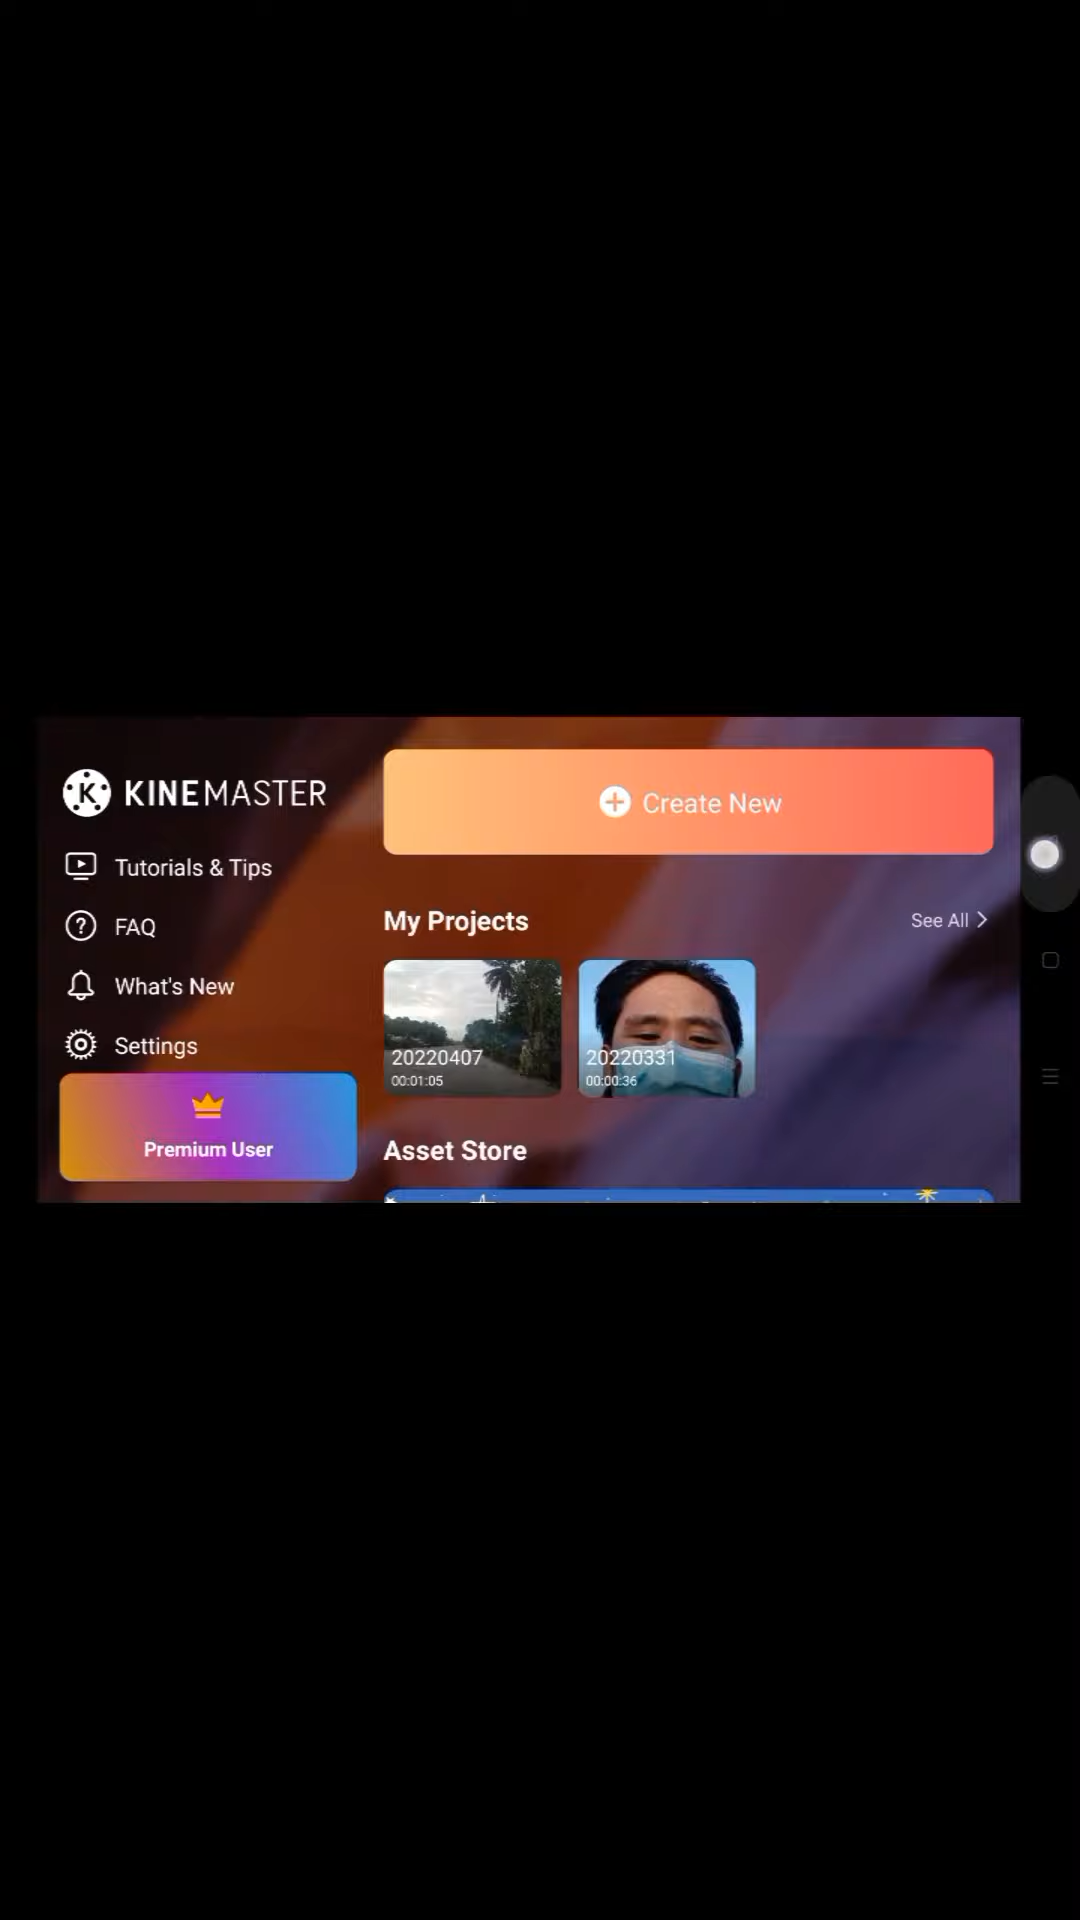 KINEMASTER
Tutorials & Tips
FAQ
What's New
Settings
Premium User
Create New
My Projects
See All
20220407
00:01:05
20220331
00:00:36
Asset Store